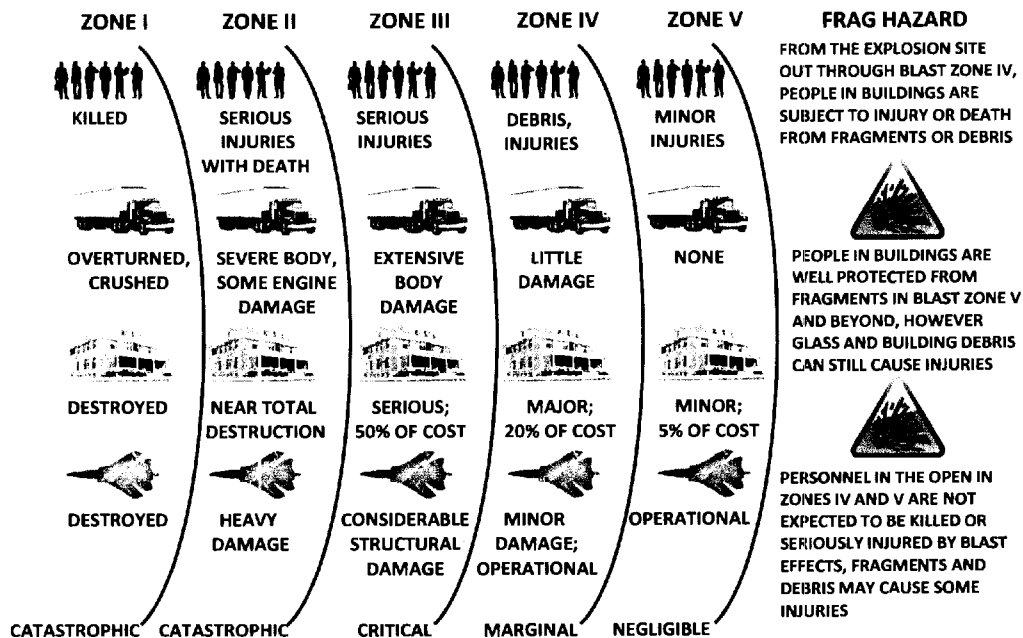 ZONE I
KILLED
OVERTURNED,
CRUSHED
DESTROYED
DESTROYED
CATASTROPHIC
ZONE II
SERIOUS
INJURIES
WITH DEATH
SEVERE BODY,
SOME ENGINE
DAMAGE
NEAR TOTAL
DESTRUCTION
HEAVY
DAMAGE
CATASTROPHIC
ZONE III
SERIOUS
INJURIES
EXTENSIVE
BODY
DAMAGE
SERIOUS;
50% OF COST
CONSIDERABLE
STRUCTURAL
DAMAGE
CRITICAL
ZONE IV
DEBRIS,
INJURIES
LITTLE
DAMAGE
MAJOR;
20% OF COST
MINOR
DAMAGE;
OPERATIONAL
MARGINAL
ZONE V
MINOR
INJURIES
NONE
MINOR;
5% OF COST
OPERATIONAL
NEGLIGIBLE
FRAG HAZARD
FROM THE EXPLOSION SITE
OUT THROUGH BLAST ZONE IV,
PEOPLE IN BUILDINGS ARE
SUBJECT TO INJURY OR DEATH
FROM FRAGMENTS OR DEBRIS
PEOPLE IN BUILDINGS ARE
WELL PROTECTED FROM
FRAGMENTS IN BLAST ZONE V
AND BEYOND, HOWEVER
GLASS AND BUILDING DEBRIS
CAN STILL CAUSE INJURIES
PERSONNEL IN THE OPEN IN
ZONES IV AND V ARE NOT
EXPECTED TO BE KILLED OR
SERIOUSLY INJURED BY BLAST
EFFECTS, FRAGMENTS AND
DEBRIS MAY CAUSE SOME
INJURIES